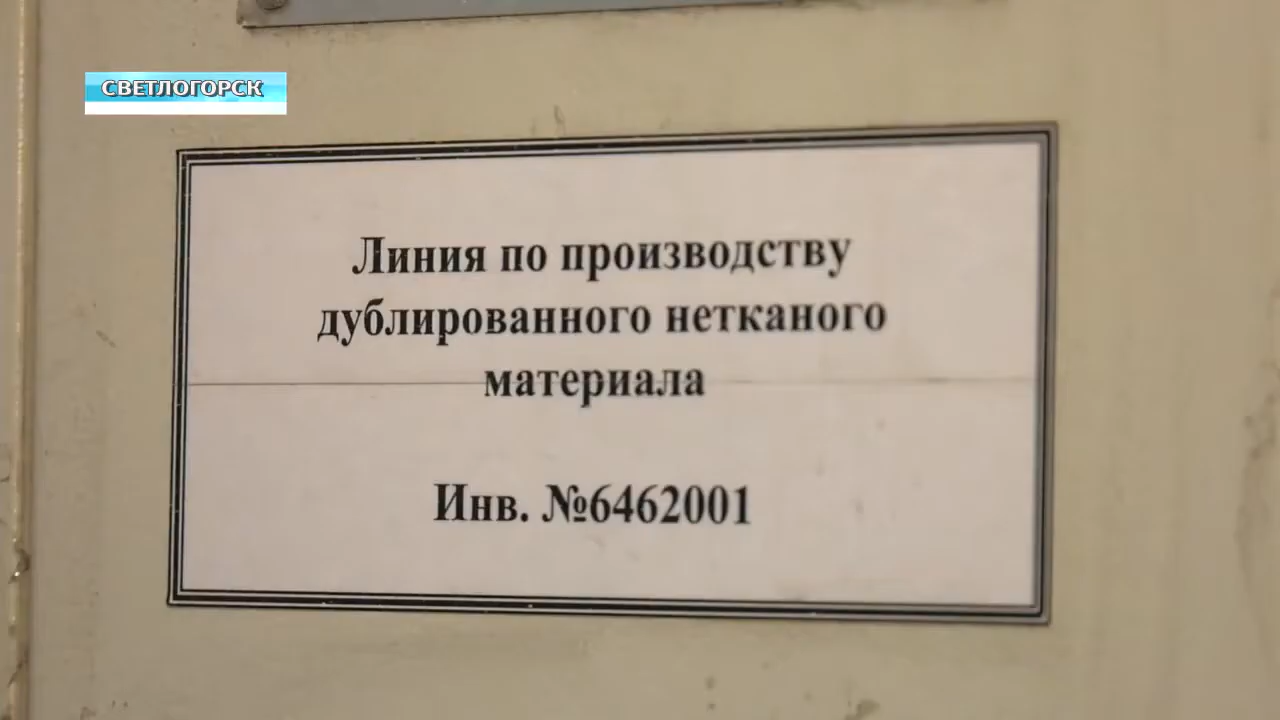 СВЕТЛОГОРСК
Линия по производству
дублированного нетканого
материала
Инв. №6462001